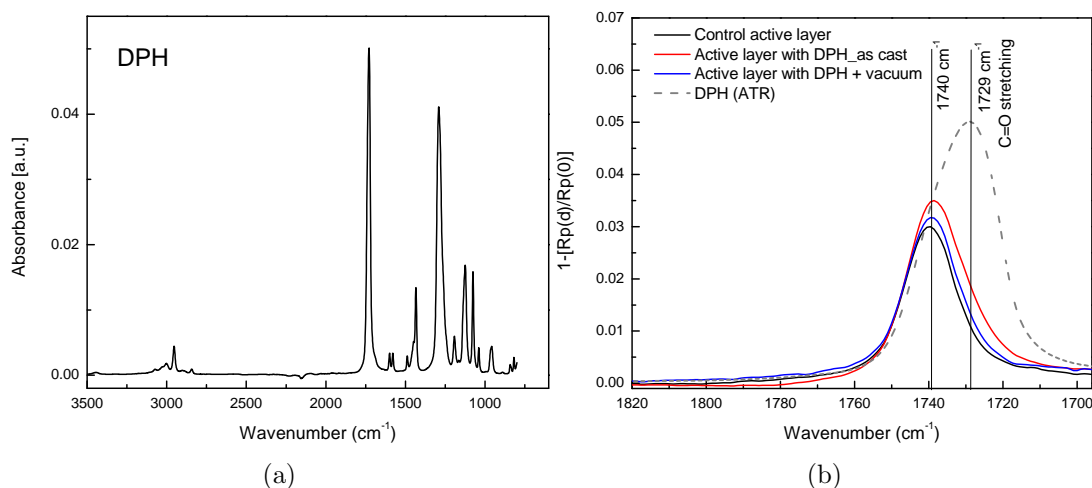 DPH
Absorbance [a.u.]
0.04
0.02
0.00
3500 3000 2500 2000 1500 1000
Wavenumber (cm⁻¹)
(a)
Control active layer
Active layer with DPH_as cast
Active layer with DPH + vacuum
DPH (ATR)
1740 cm⁻¹
1729 cm⁻¹
C=O stretching
1-[Rp(d)/Rp(0)]
0.07
0.06
0.05
0.04
0.03
0.02
0.01
0.00
1820 1800 1780 1760 1740 1720 1700
Wavenumber (cm⁻¹)
(b)